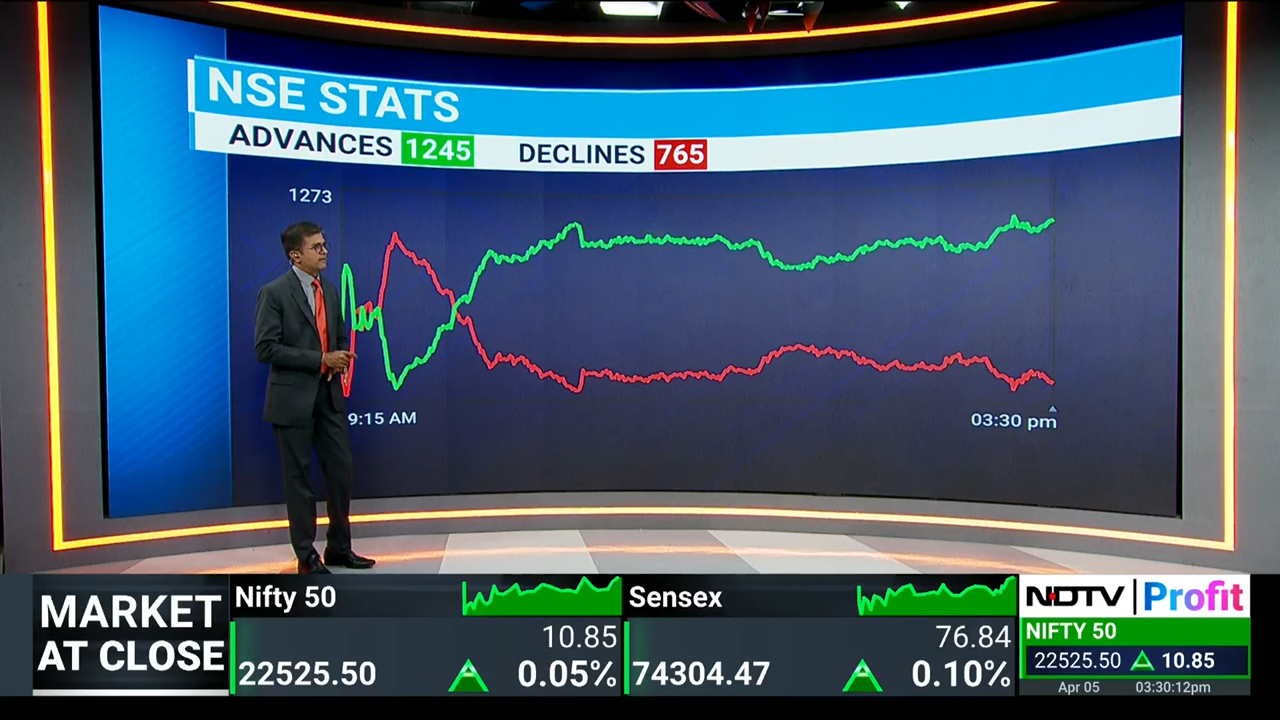 NSE STATS
ADVANCES 1245 DECLINES 765
1273
9:15 AM
03:30 pm
MARKET
AT CLOSE
Nifty 50
10.85
22525.50
0.05%
Sensex
76.84
74304.47
0.10%
NDTV Profit
NIFTY 50
22525.50 10.85
Apr 05 03:30:12pm